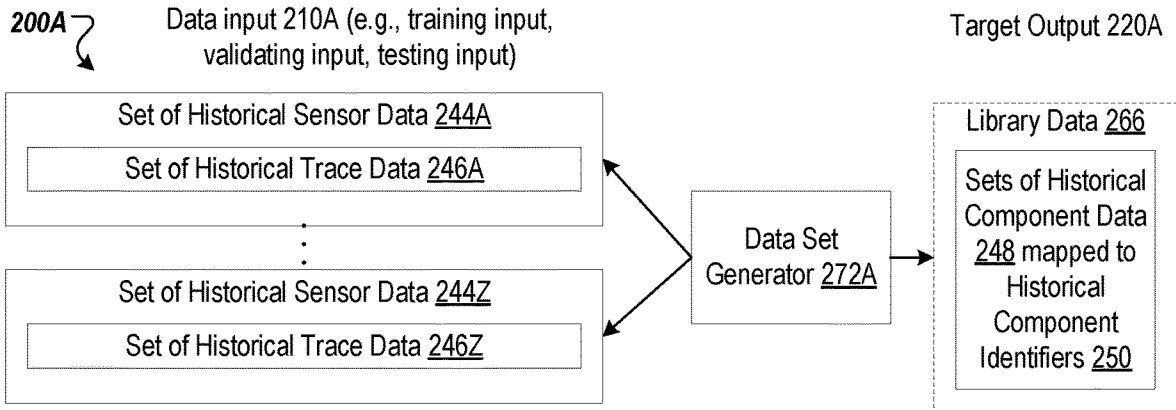 200A
Data input 210A (e.g., training input,
validating input, testing input)
Target Output 220A
Set of Historical Sensor Data 244A
Set of Historical Trace Data 246A
Set of Historical Sensor Data 244Z
Set of Historical Trace Data 246Z
Data Set
Generator 272A
Library Data 266
Sets of Historical
Component Data
248 mapped to
Historical
Component
Identifiers 250